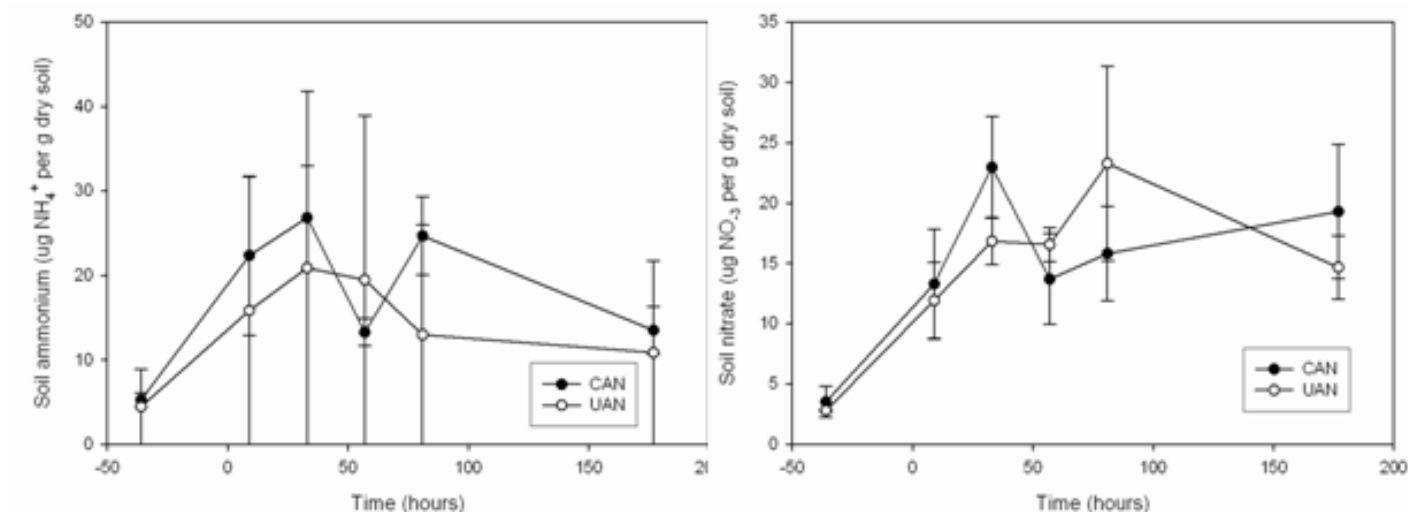 50
40
30
20
10
0
Soil ammonium (ug NH₄⁺ per g dry soil)
CAN
UAN
-50 0 50 100 150 20
Time (hours)
35
30
25
20
15
10
5
0
Soil nitrate (ug NO₋₃ per g dry soil)
CAN
UAN
-50 0 50 100 150 200
Time (hours)